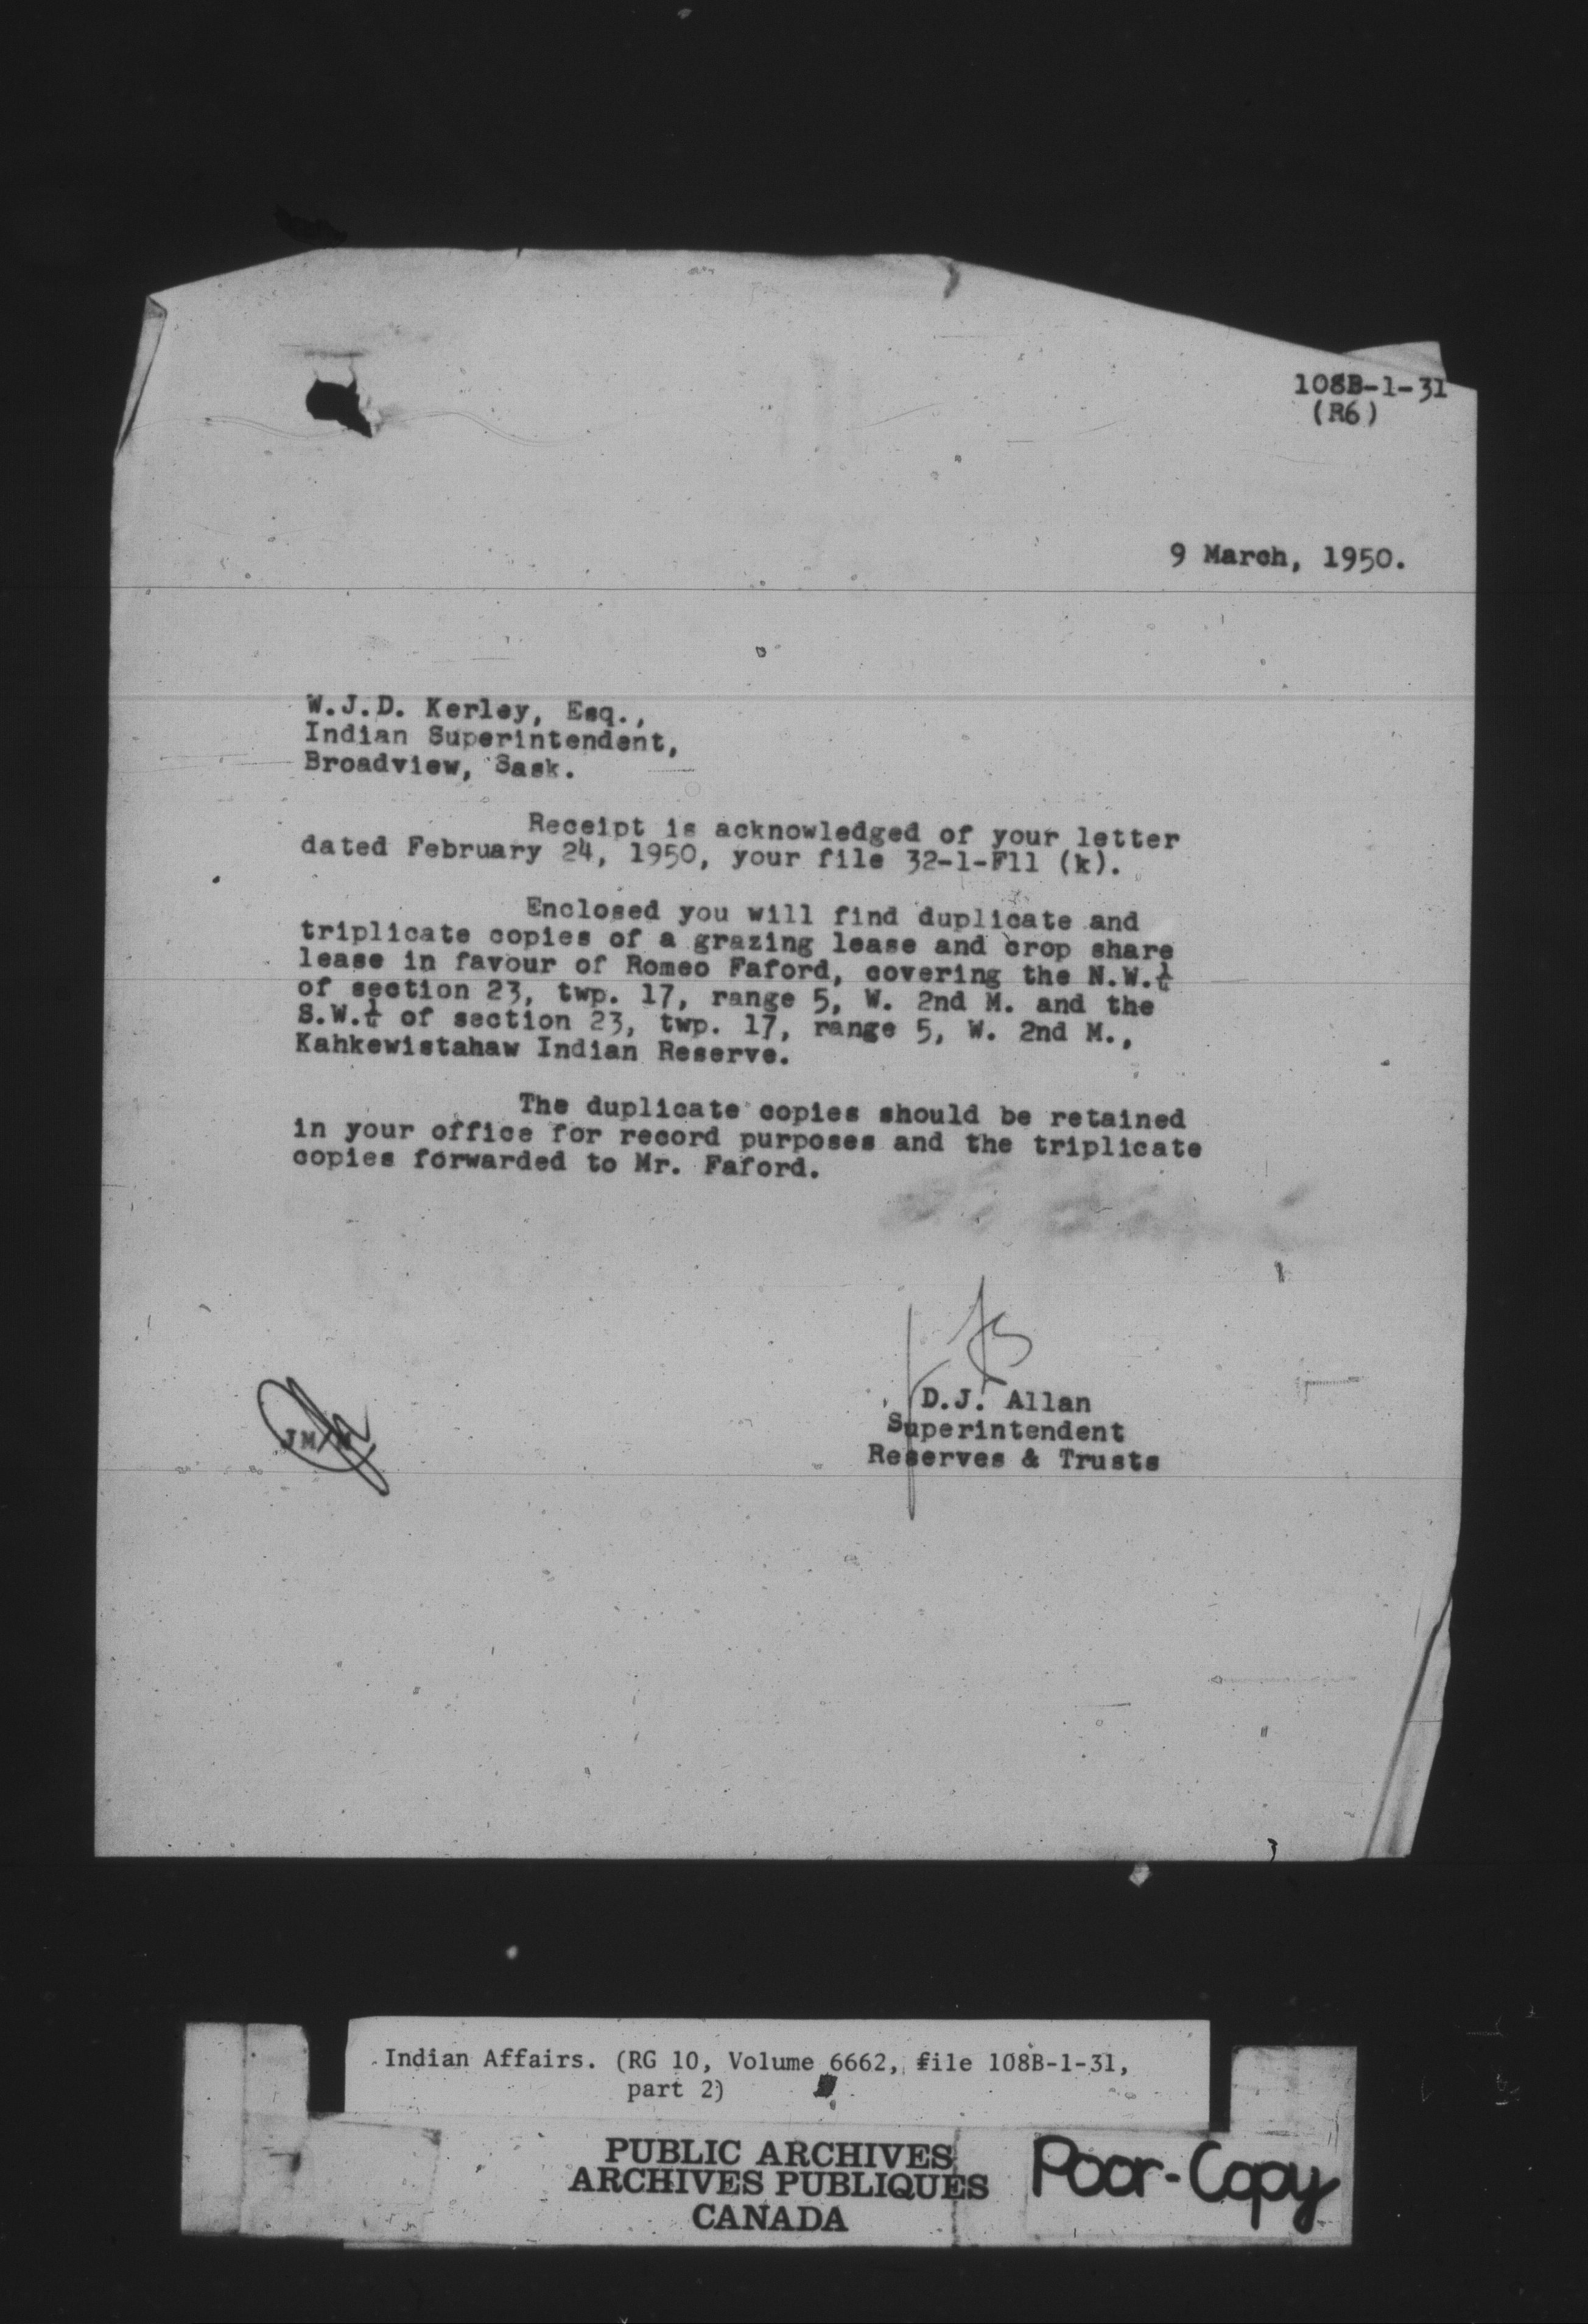 108B-1-31
(R6)
9 March, 1950.
W.J.D. Kerley, Esq.,
Indian Superintendent,
Broadview, Sask.
Receipt is acknowledged of your letter
dated February 24, 1950, your file 32-1-F11 (k).
Enclosed you will find duplicate and
triplicate copies of a grazing lease and crop share
lease in favour of Romeo Faford, covering the N.W.¼
of section 23, twp. 17, range 5, W. 2nd M. and the
S.W.¼ of section 23, twp. 17, range 5, W. 2nd M.,
Kahkewistahaw Indian Reserve.
The duplicate copies should be retained
in your office for record purposes and the triplicate
copies forwarded to Mr. Faford.
D.J. Allan
Superintendent
Reserves & Trusts
Indian Affairs. (RG 10, Volume 6662, file 108B-1-31,
part 2)
PUBLIC ARCHIVES
ARCHIVES PUBLIQUES
CANADA
Poor-Copy